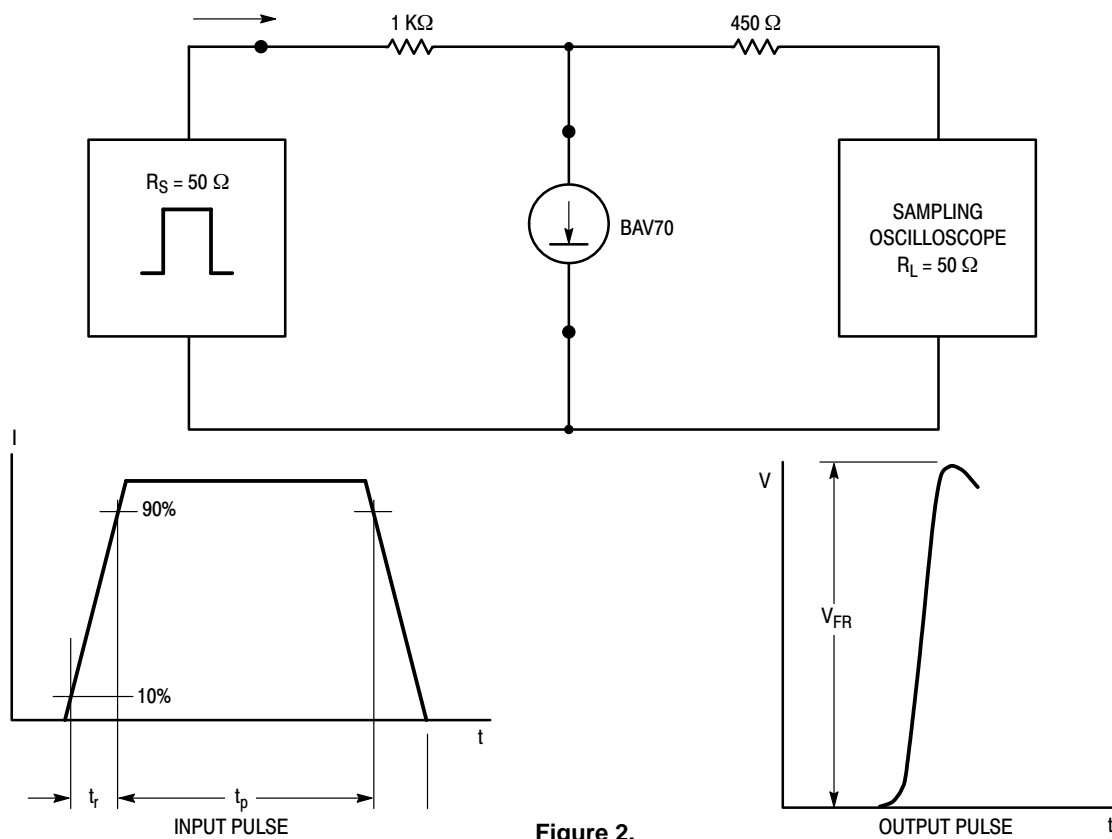 1 KΩ
450 Ω
R_S = 50 Ω
BAV70
SAMPLING
OSCILLOSCOPE
R_L = 50 Ω
I
90%
10%
t
t_r
t_p
INPUT PULSE
Figure 2.
V
V_FR
t
OUTPUT PULSE